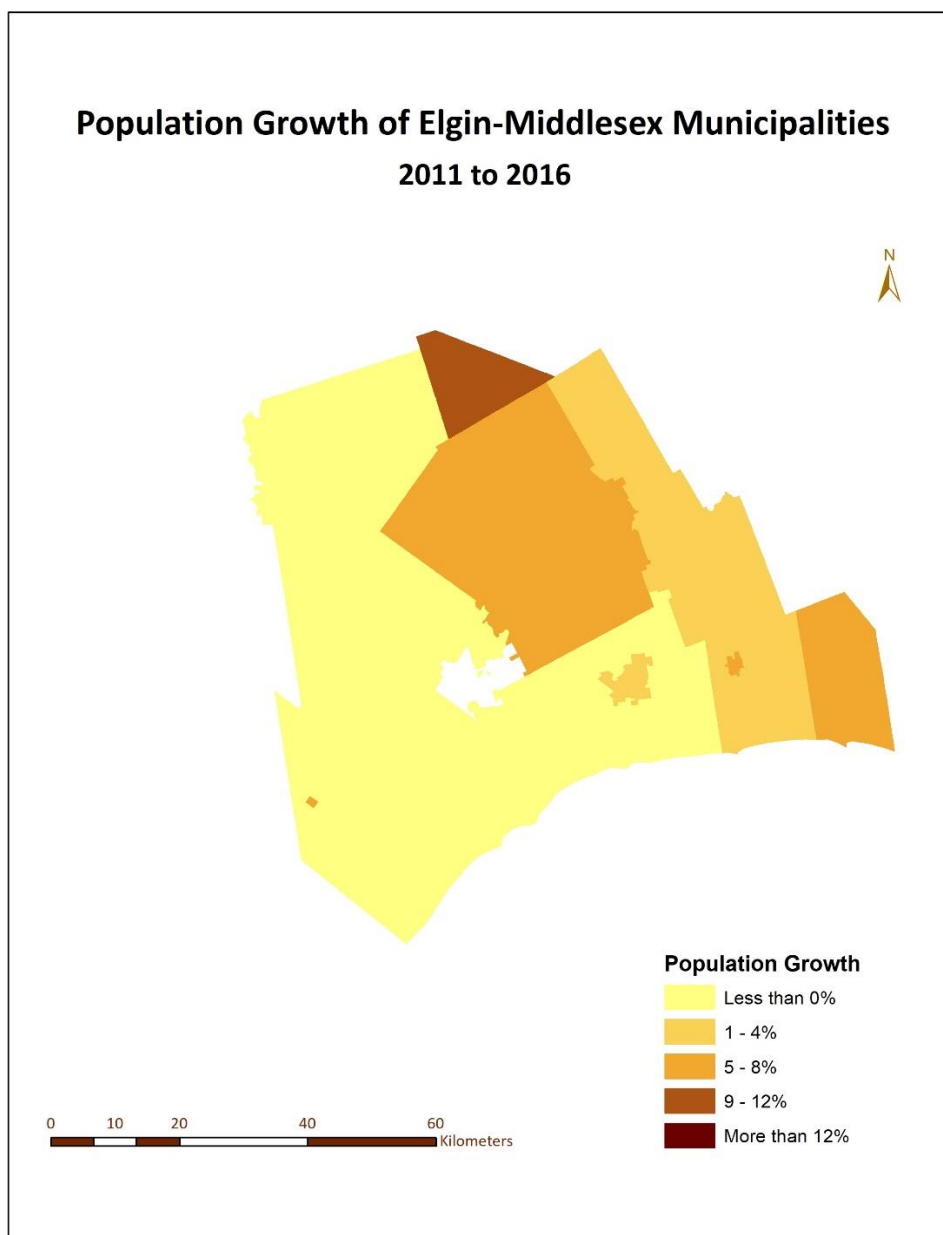 Population Growth of Elgin-Middlesex Municipalities
2011 to 2016
N
Population Growth
Less than 0%
1 - 4%
5 - 8%
9 - 12%
More than 12%
0 10 20 40 60
Kilometers